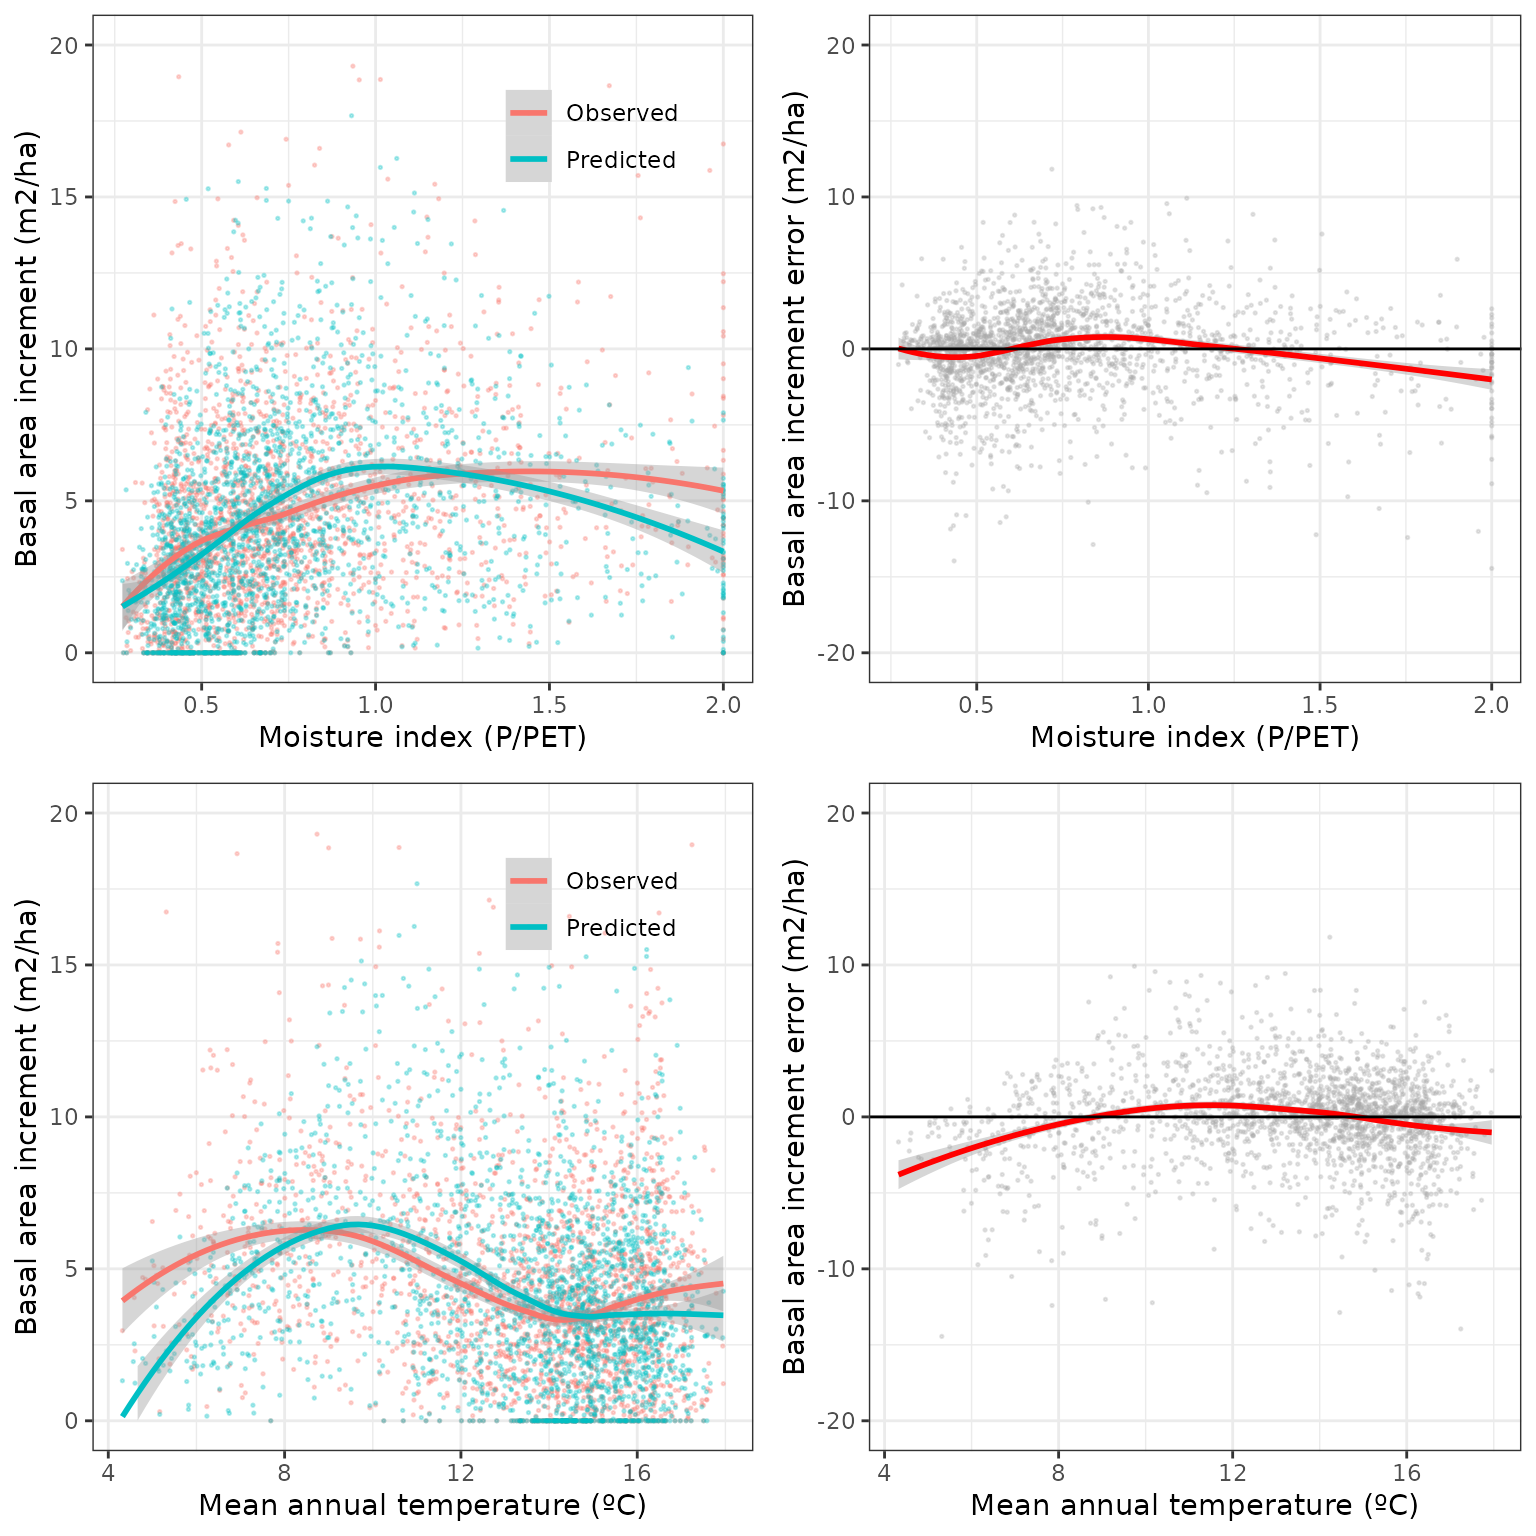 Basal area increment (m2/ha)
20
15
10
5
0
Observed
Predicted
0.5 1.0 1.5 2.0
Moisture index (P/PET)
Basal area increment error (m2/ha)
20
10
0
-10
-20
0.5 1.0 1.5 2.0
Moisture index (P/PET)
Basal area increment (m2/ha)
20
15
10
5
0
Observed
Predicted
4 8 12 16
Mean annual temperature (ºC)
Basal area increment error (m2/ha)
20
10
0
-10
-20
4 8 12 16
Mean annual temperature (ºC)